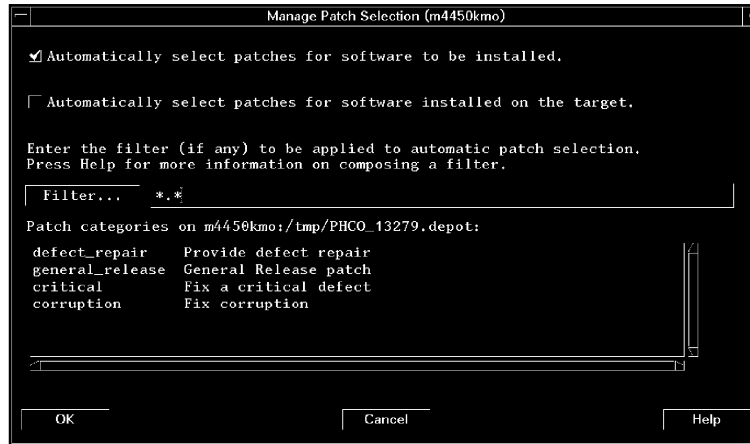 Manage Patch Selection (m4450kmo)
Automatically select patches for software to be installed.
Automatically select patches for software installed on the target.
Enter the filter (if any) to be applied to automatic patch selection.
Press Help for more information on composing a filter.
Filter... *.*
Patch categories on m4450kmo:/tmp/PHCO_13279.depot:
defect_repair Provide defect repair
general_release General Release patch
critical Fix a critical defect
corruption Fix corruption
OK Cancel Help